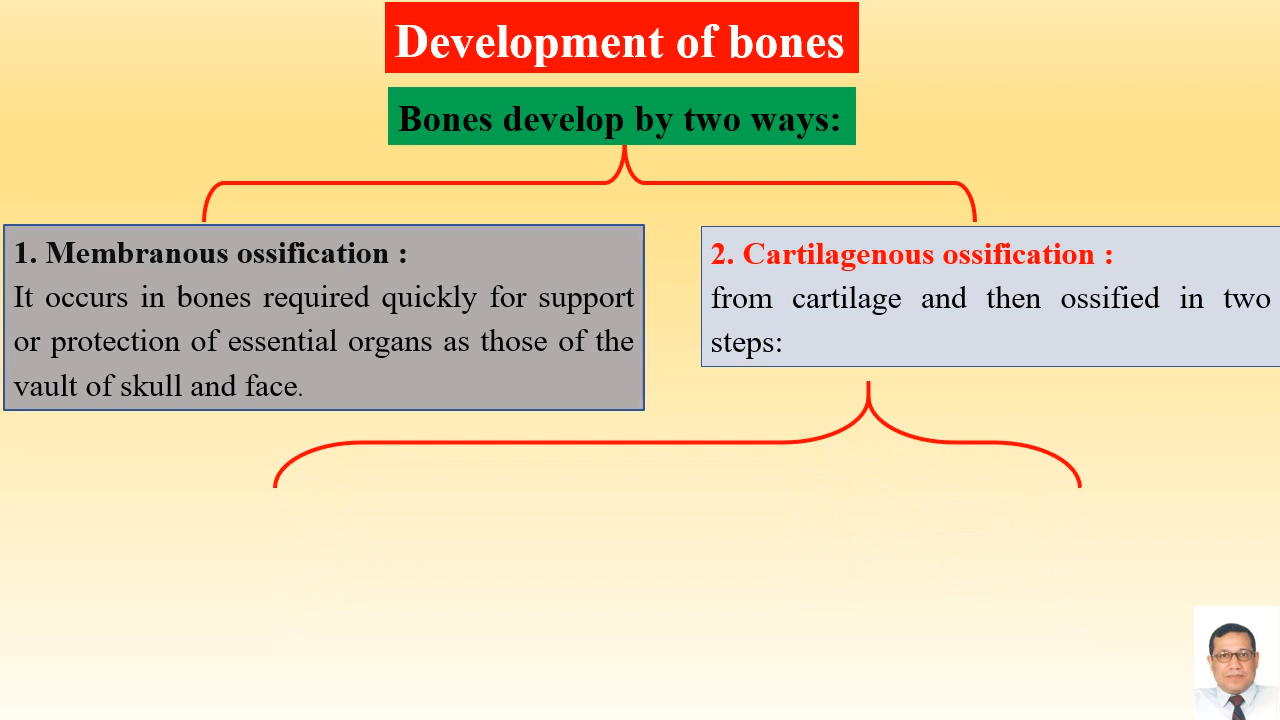 Development of bones
Bones develop by two ways:
1. Membranous ossification :
It occurs in bones required quickly for support
or protection of essential organs as those of the
vault of skull and face.
2. Cartilagenous ossification :
from cartilage and then ossified in two
steps: